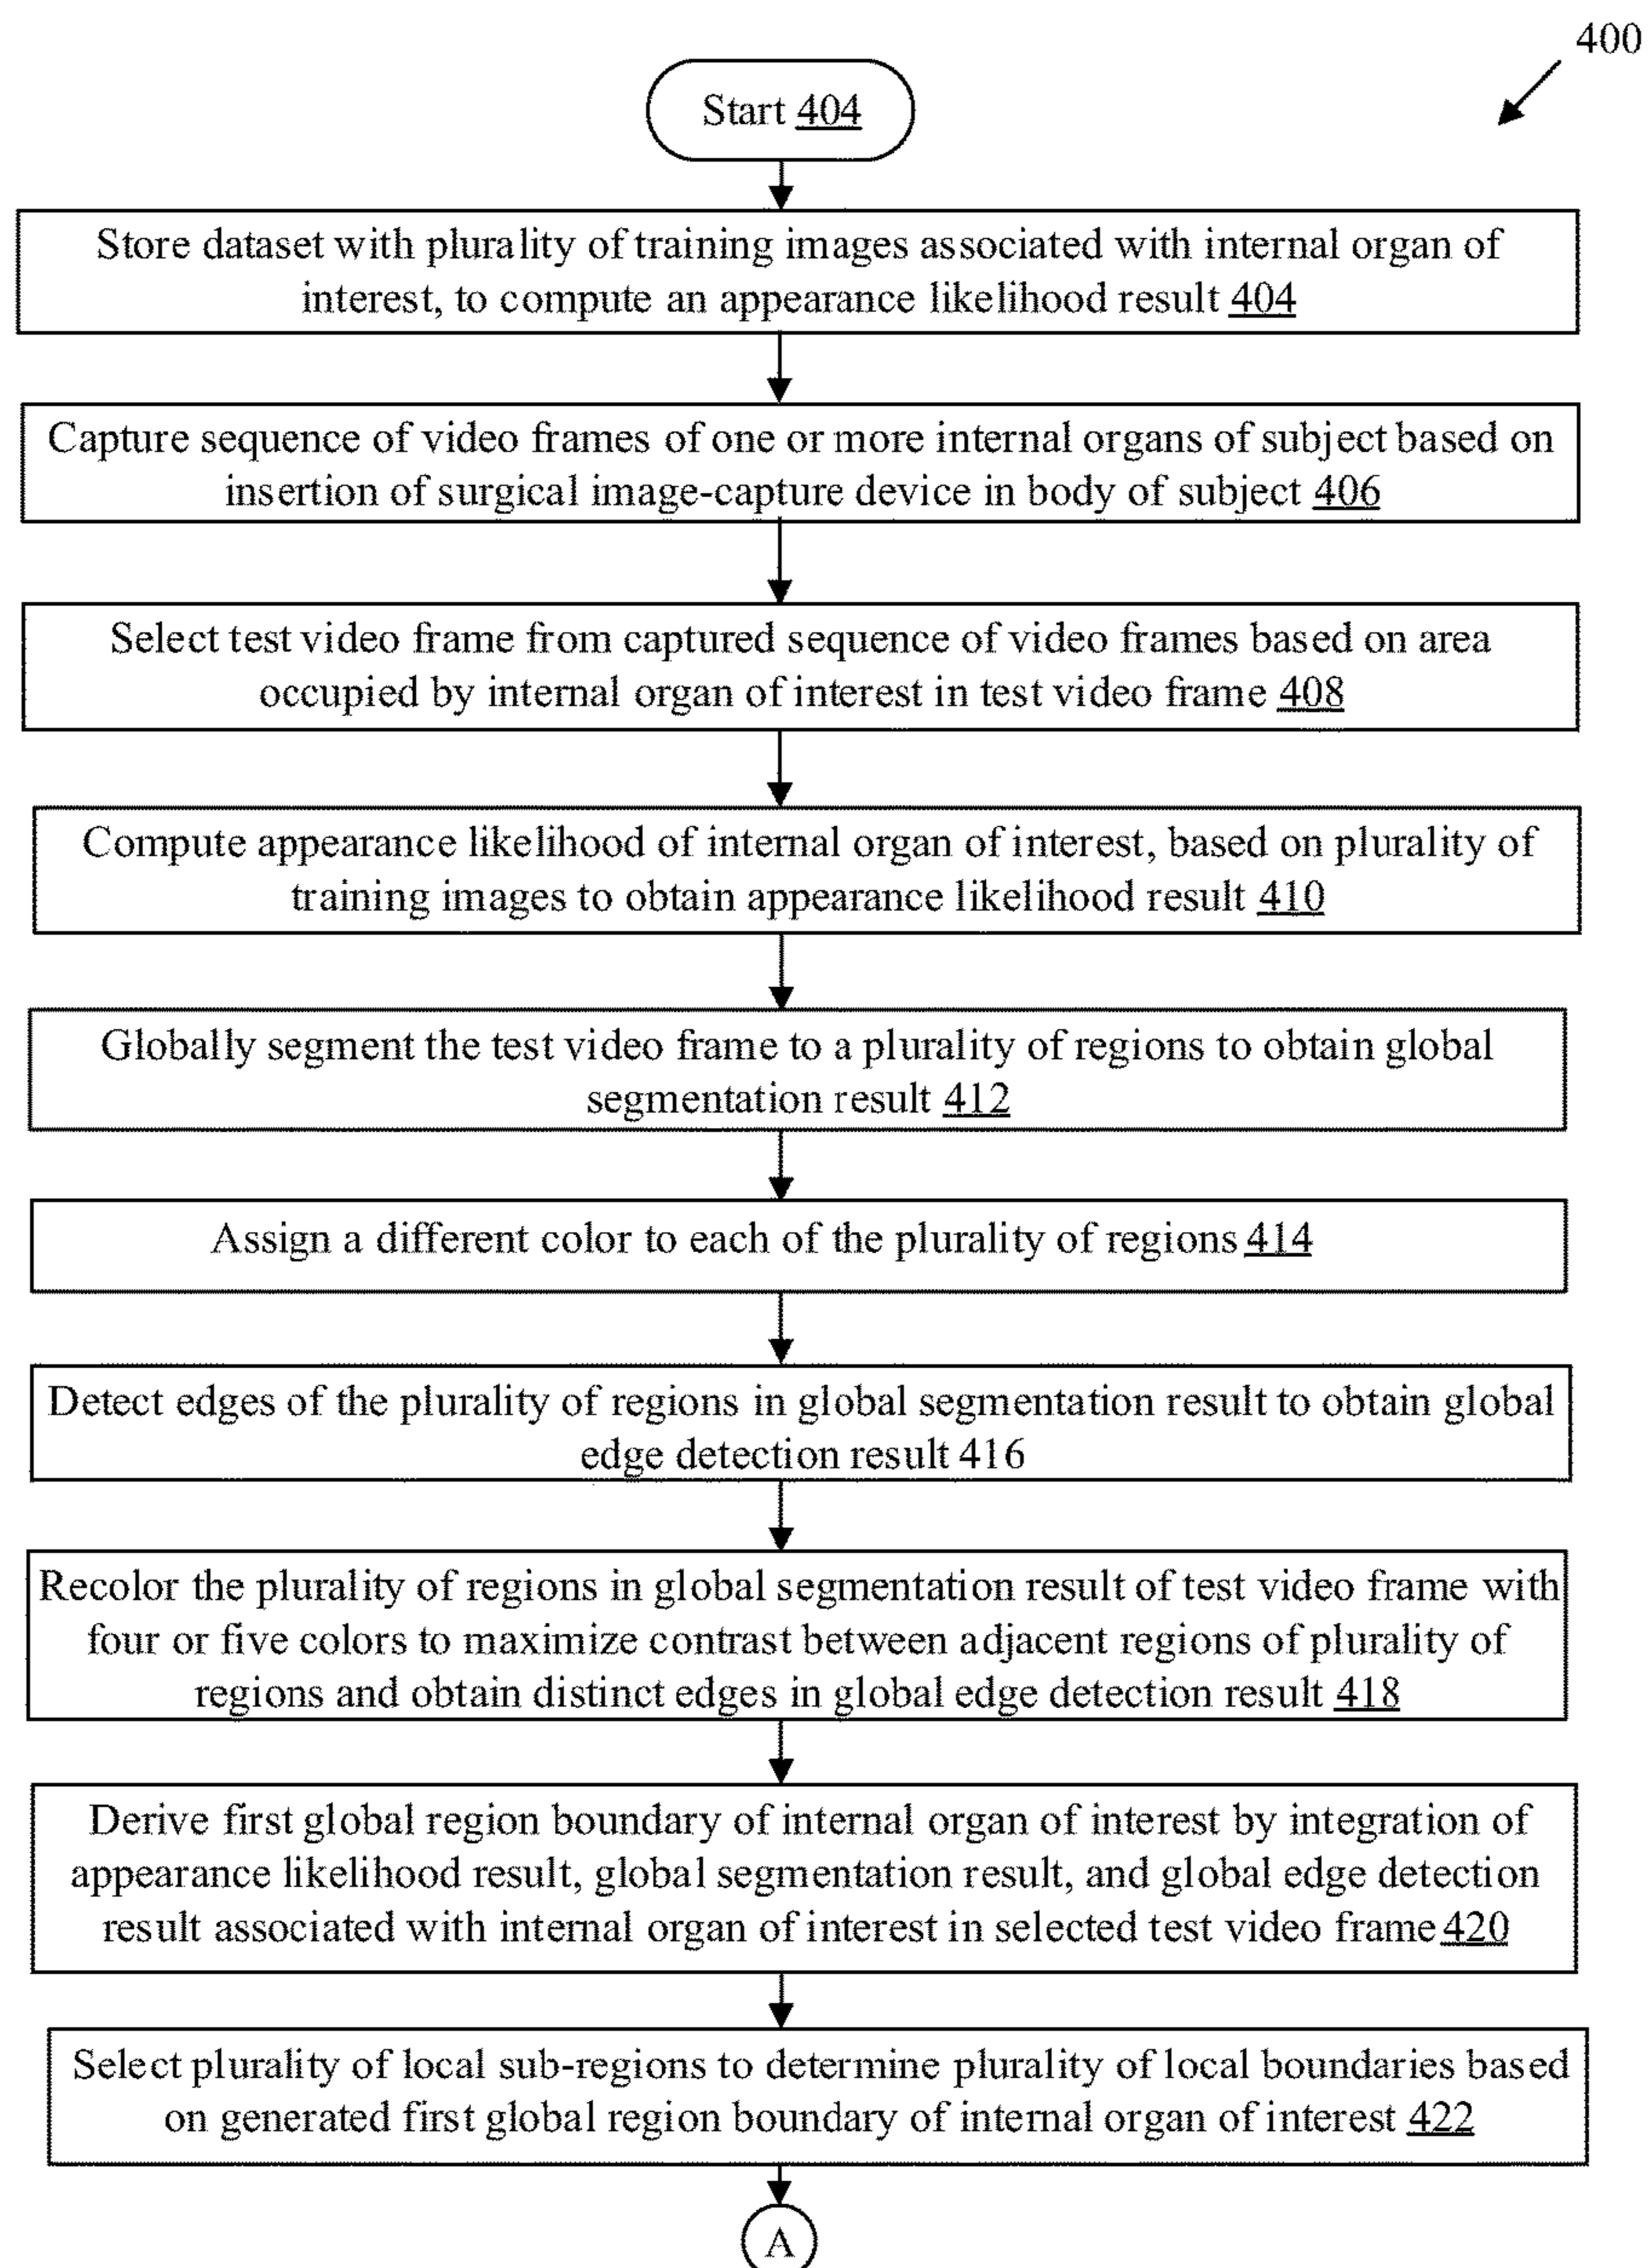 400
Start 404
Store dataset with plurality of training images associated with internal organ of
interest, to compute an appearance likelihood result 404
Capture sequence of video frames of one or more internal organs of subject based on
insertion of surgical image-capture device in body of subject 406
Select test video frame from captured sequence of video frames based on area
occupied by internal organ of interest in test video frame 408
Compute appearance likelihood of internal organ of interest, based on plurality of
training images to obtain appearance likelihood result 410
Globally segment the test video frame to a plurality of regions to obtain global
segmentation result 412
Assign a different color to each of the plurality of regions 414
Detect edges of the plurality of regions in global segmentation result to obtain global
edge detection result 416
Recolor the plurality of regions in global segmentation result of test video frame with
four or five colors to maximize contrast between adjacent regions of plurality of
regions and obtain distinct edges in global edge detection result 418
Derive first global region boundary of internal organ of interest by integration of
appearance likelihood result, global segmentation result, and global edge detection
result associated with internal organ of interest in selected test video frame 420
Select plurality of local sub-regions to determine plurality of local boundaries based
on generated first global region boundary of internal organ of interest 422
A